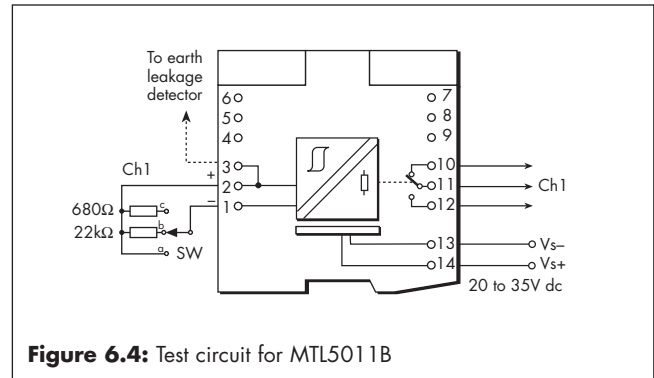 To earth
leakage
detector
6
5
4
3
2
1
+
–
Ch1
680Ω
22kΩ
c
b
a
SW
7
8
9
10
11
12
13
14
Ch1
Vs–
Vs+
20 to 35V dc
Figure 6.4: Test circuit for MTL5011B